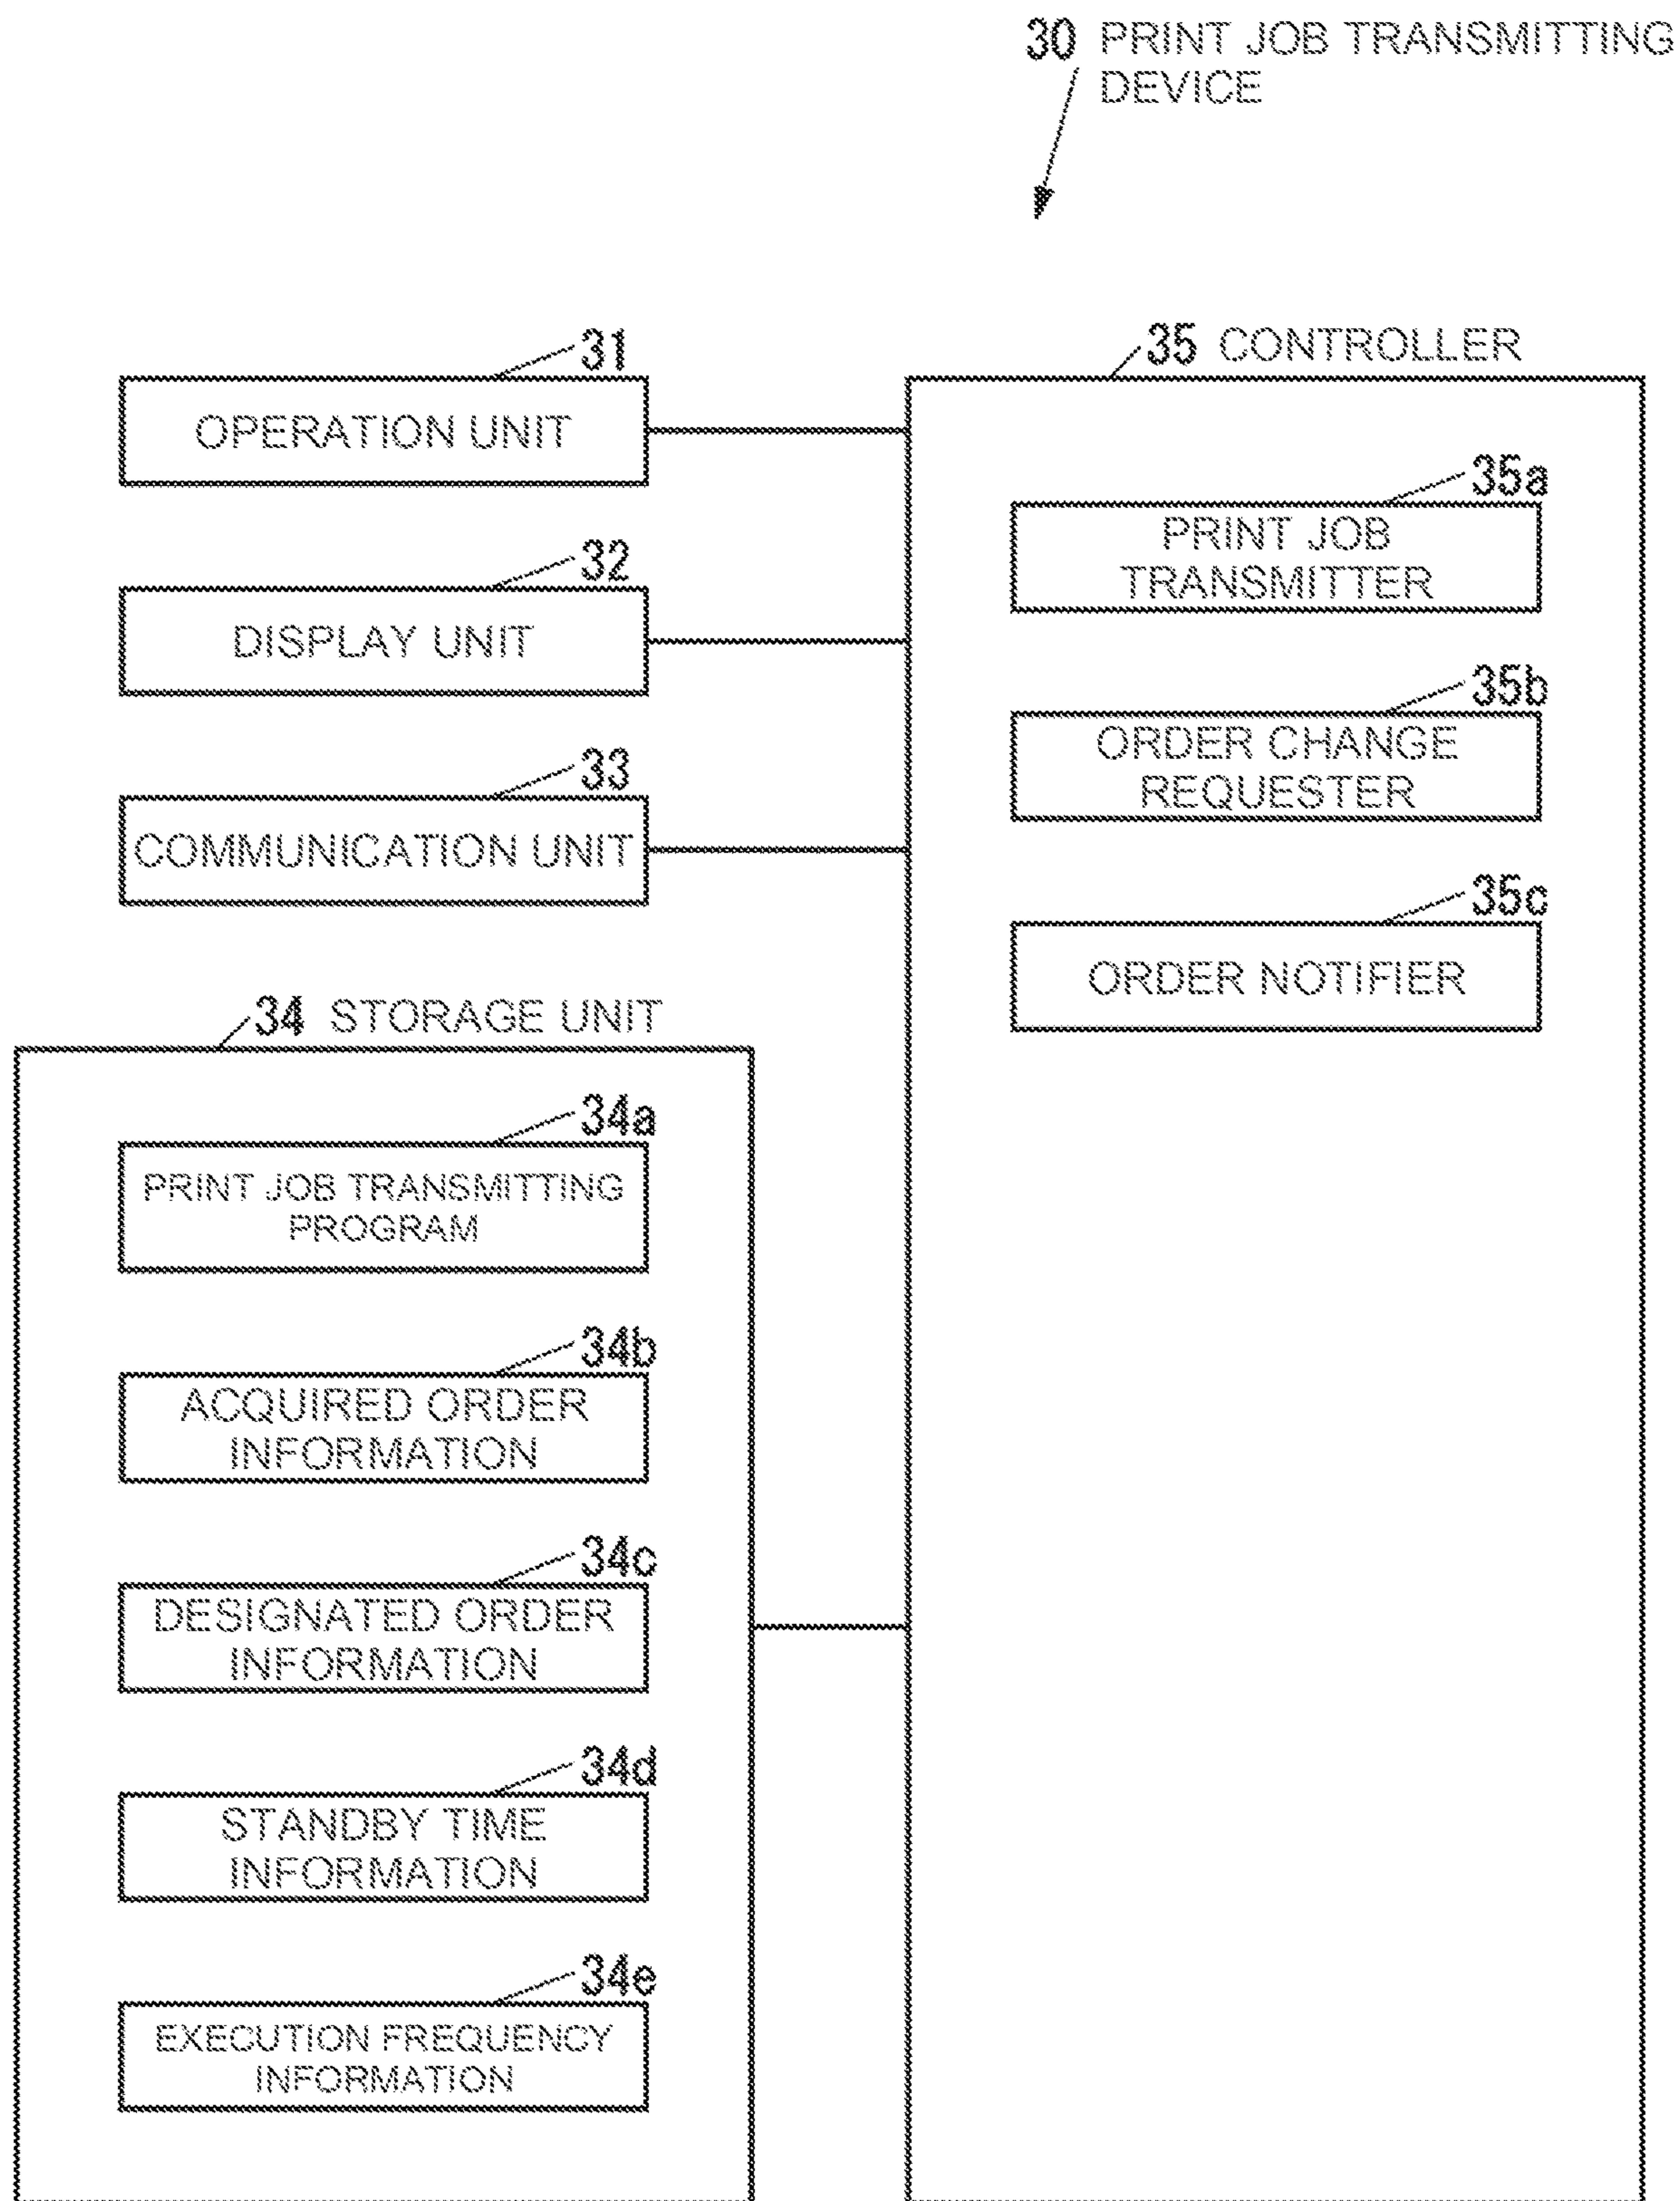 30 PRINT JOB TRANSMITTING
DEVICE
31
OPERATION UNIT
32
DISPLAY UNIT
33
COMMUNICATION UNIT
34 STORAGE UNIT
34a
PRINT JOB TRANSMITTING
PROGRAM
34b
ACQUIRED ORDER
INFORMATION
34c
DESIGNATED ORDER
INFORMATION
34d
STANDBY TIME
INFORMATION
34e
EXECUTION FREQUENCY
INFORMATION
35 CONTROLLER
35a
PRINT JOB
TRANSMITTER
35b
ORDER CHANGE
REQUESTER
35c
ORDER NOTIFIER